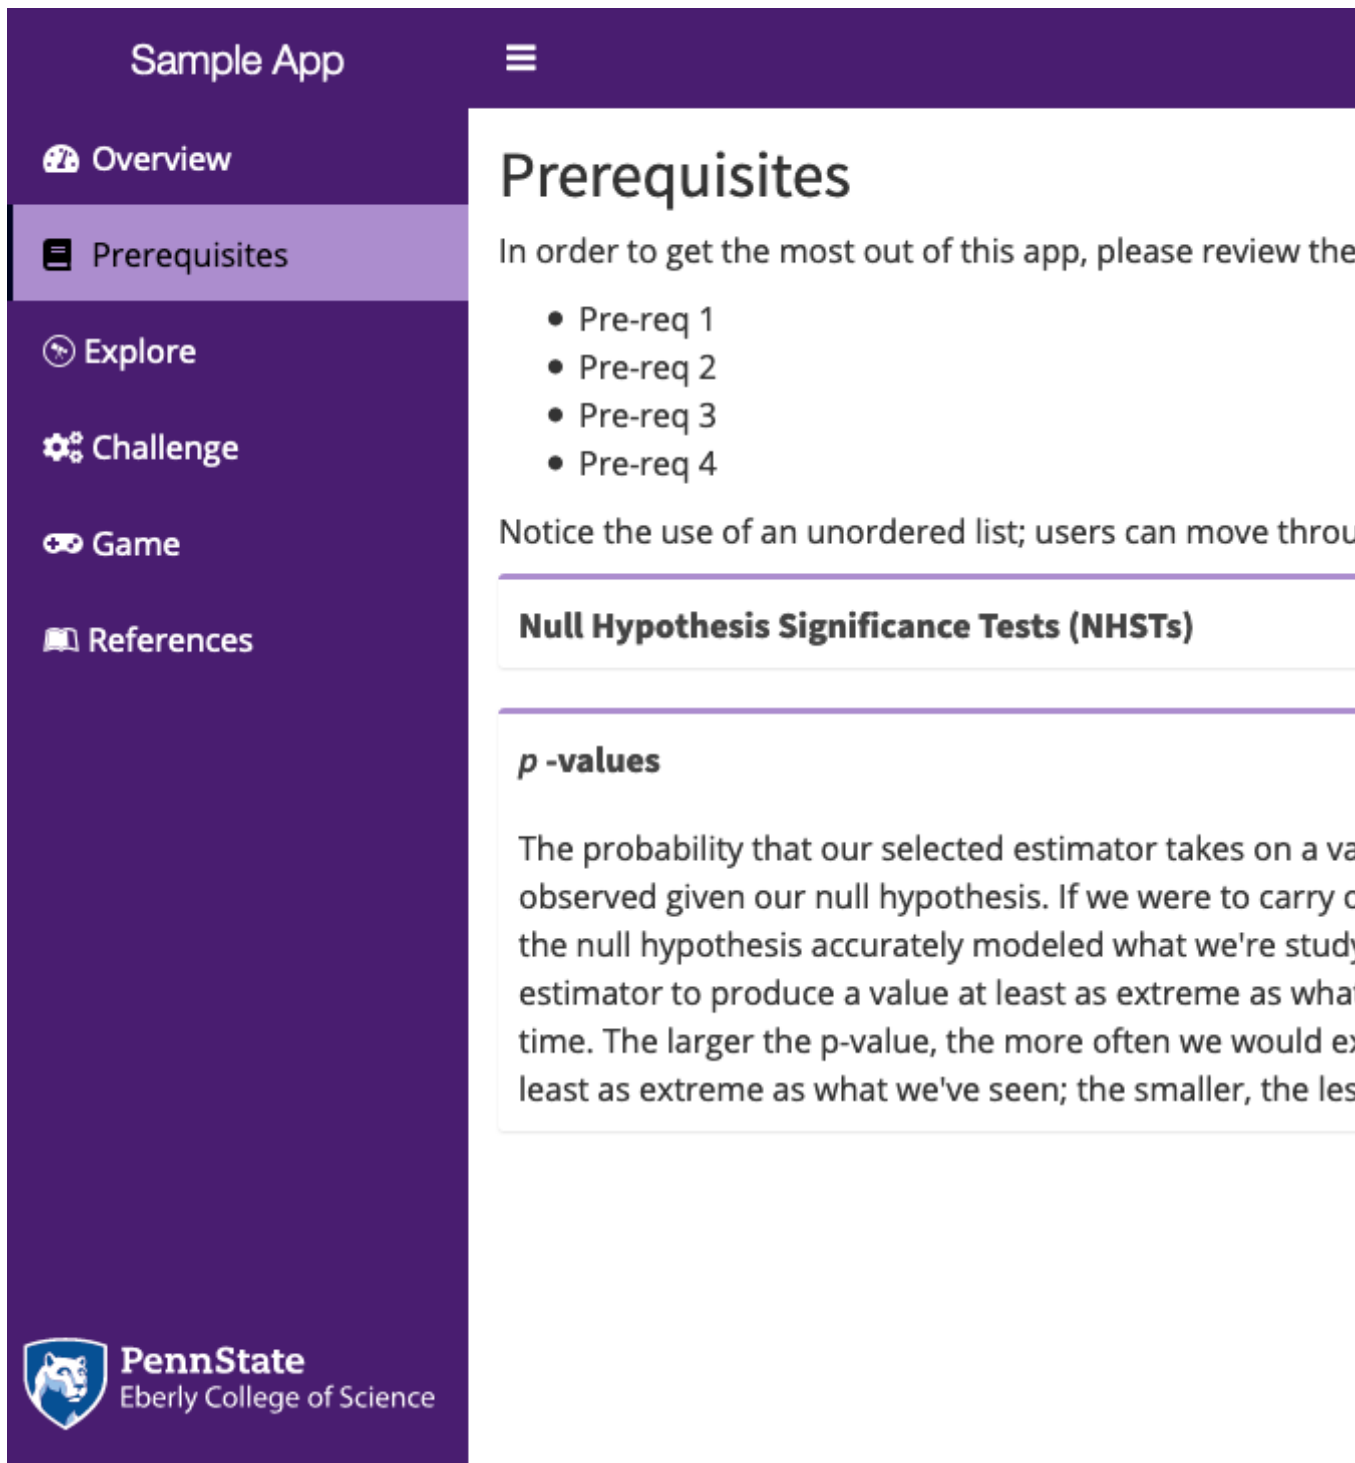 Sample App
Overview
Prerequisites
Explore
Challenge
Game
References
PennState
Eberly College of Science
Prerequisites
In order to get the most out of this app, please review the
• Pre-req 1
• Pre-req 2
• Pre-req 3
• Pre-req 4
Notice the use of an unordered list; users can move
Null Hypothesis Significance Tests (NHSTs)
p -values
The probability that our selected estimator takes on a
observed given our null hypothesis. If we were to carry
the null hypothesis accurately modeled what we're
estimator to produce a value at least as extreme as
time. The larger the p-value, the more often we would
least as extreme as what we've seen; the smaller, the